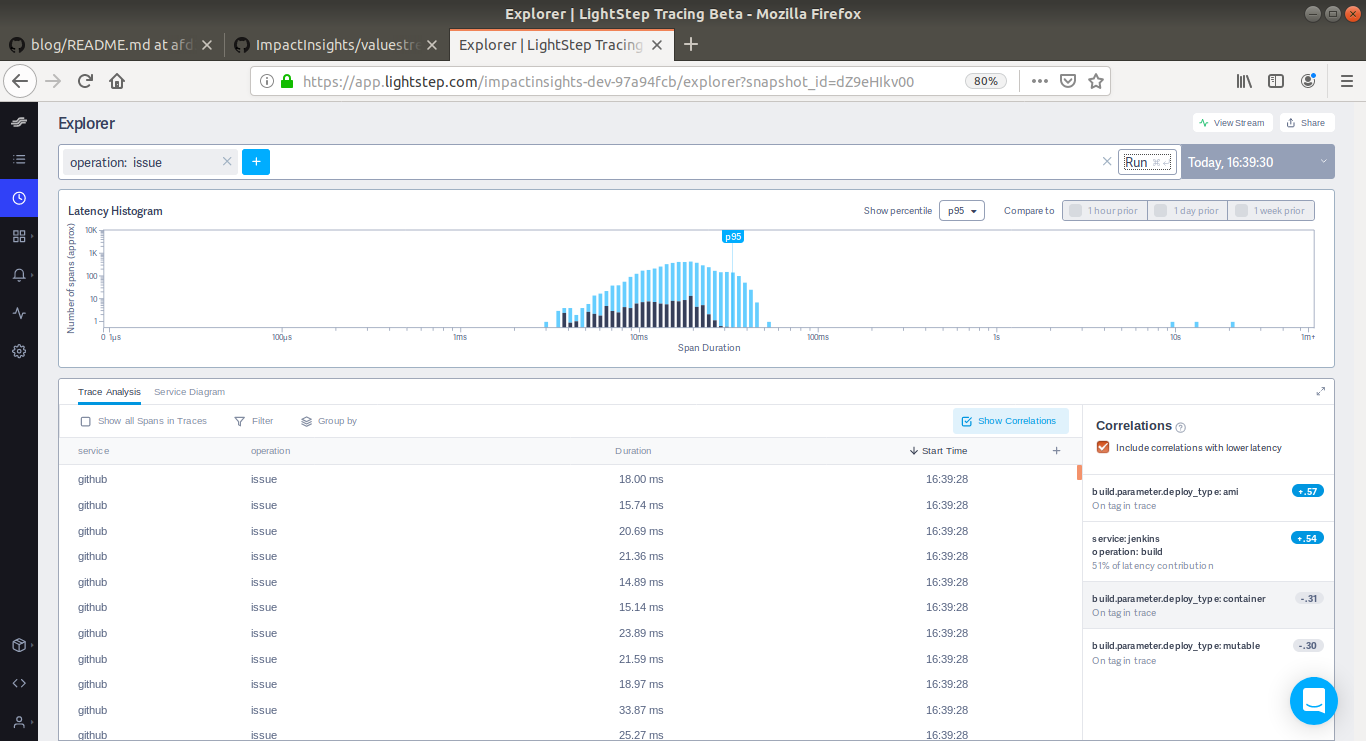 Explorer | LightStep Tracing Beta - Mozilla Firefox
blog/README.md at afd
ImpactInsights/valuestre
Explorer | LightStep Tracing
https://app.lightstep.com/impactinsights-dev-97a94fcb/explorer?snapshot_id=dZ9eHIkv00
80%
Explorer
View Stream
Share
operation: issue
+
Run
Today, 16:39:30
Latency Histogram
Show percentile
p95
Compare to
1 hour prior
1 day prior
1 week prior
Number of spans (approx)
10K
1K
100
10
1
p95
0 1µs 100µs 1ms 10ms 100ms 1s 10s 1m+
Span Duration
Trace Analysis
Service Diagram
Show all Spans in Traces
Filter
Group by
Show Correlations
service operation Duration Start Time +
github issue 18.00 ms 16:39:28
github issue 15.74 ms 16:39:28
github issue 20.69 ms 16:39:28
github issue 21.36 ms 16:39:28
github issue 14.89 ms 16:39:28
github issue 15.14 ms 16:39:28
github issue 23.89 ms 16:39:28
github issue 21.59 ms 16:39:28
github issue 18.97 ms 16:39:28
github issue 33.87 ms 16:39:28
github issue 25.27 ms 16:39:28
Correlations ?
Include correlations with lower latency
build.parameter.deploy_type: ami
+.57
On tag in trace
service: jenkins
+.54
operation: build
51% of latency contribution
build.parameter.deploy_type: container
-.31
On tag in trace
build.parameter.deploy_type: mutable
-.30
On tag in trace